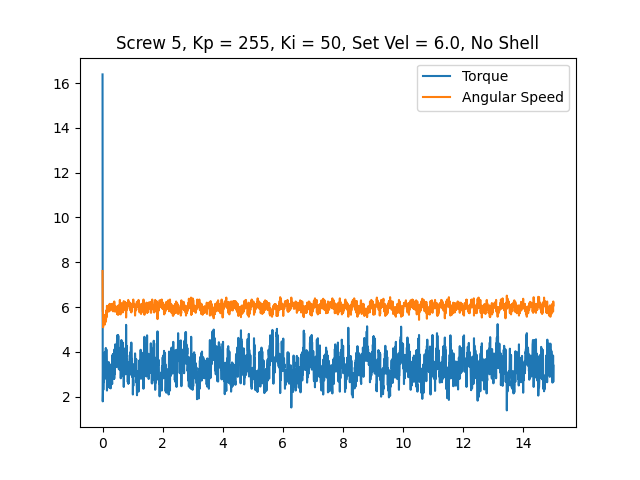 Screw 5, Kp = 255, Ki = 50, Set Vel = 6.0, No Shell
Torque
Angular Speed
16
14
12
10
8
6
4
2
0 2 4 6 8 10 12 14